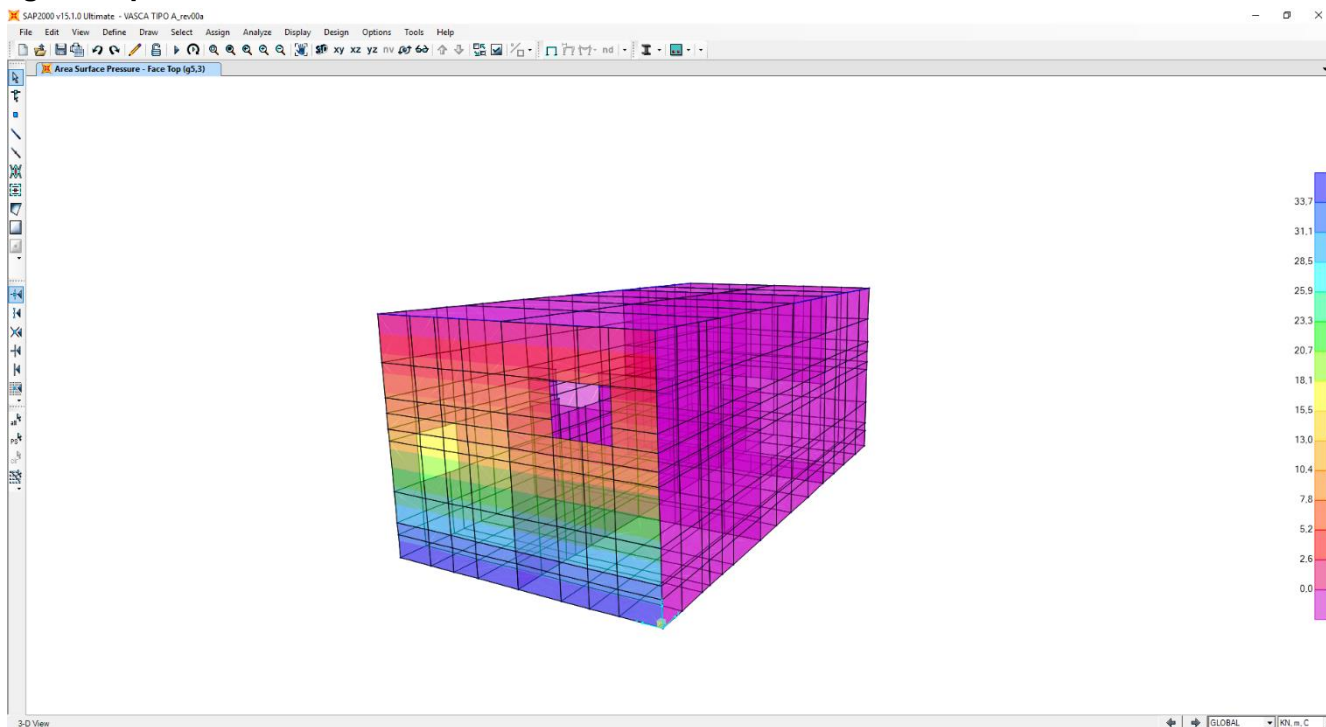 SAP2000 v15.1.0 Ultimate - VASCA TIPO A_rev00a
File Edit View Define Draw Select Assign Analyze Display Design Options Tools Help
xy xz yz nv nd
Area Surface Pressure - Face Top (g5,3)
33,7
31,1
28,5
25,9
23,3
20,7
18,1
15,5
13,0
10,4
7,8
5,2
2,6
0,0
all
PS
3-D View
GLOBAL
KN, m, C